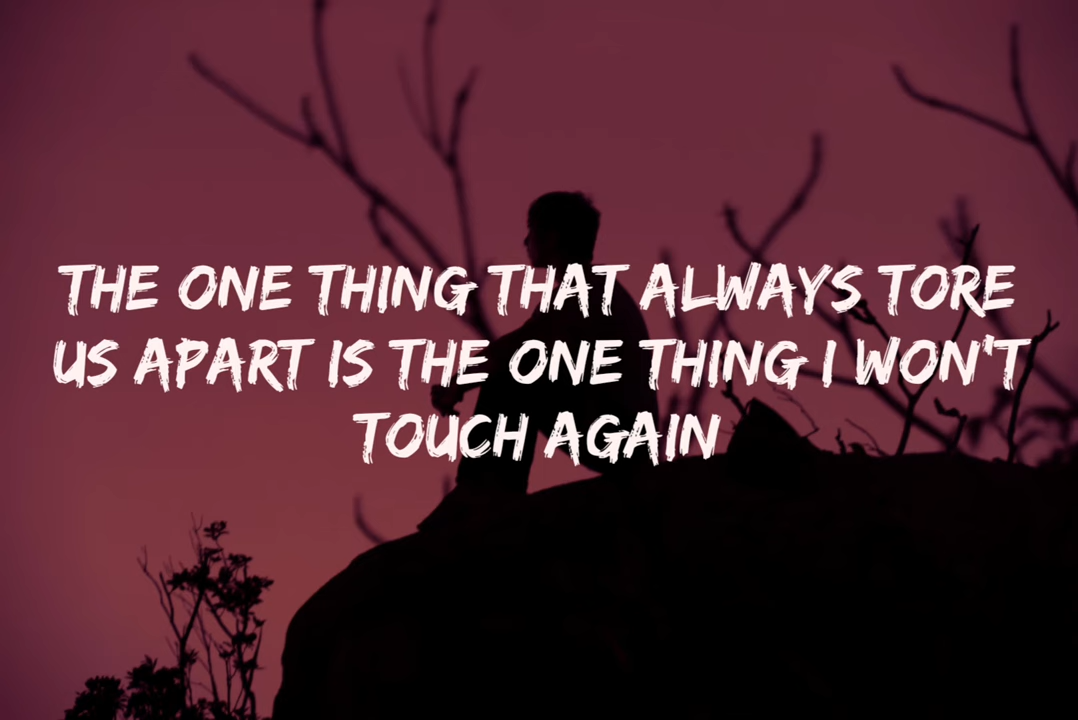 THE ONE THING THAT ALWAYS TORE
US APART IS THE ONE THING I WON'T
TOUCH AGAIN